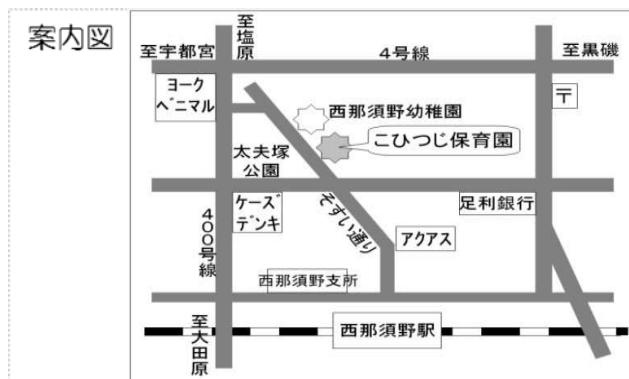 案内図
至塩原
至宇都宮
4号線
至黒磯
ヨーク
ベニマル
〒
西那須野幼稚園
こひつじ保育園
太夫塚
公園
ケーズ
デンキ
そすい通り
足利銀行
アクアス
400号線
西那須野支所
至大田原
西那須野駅